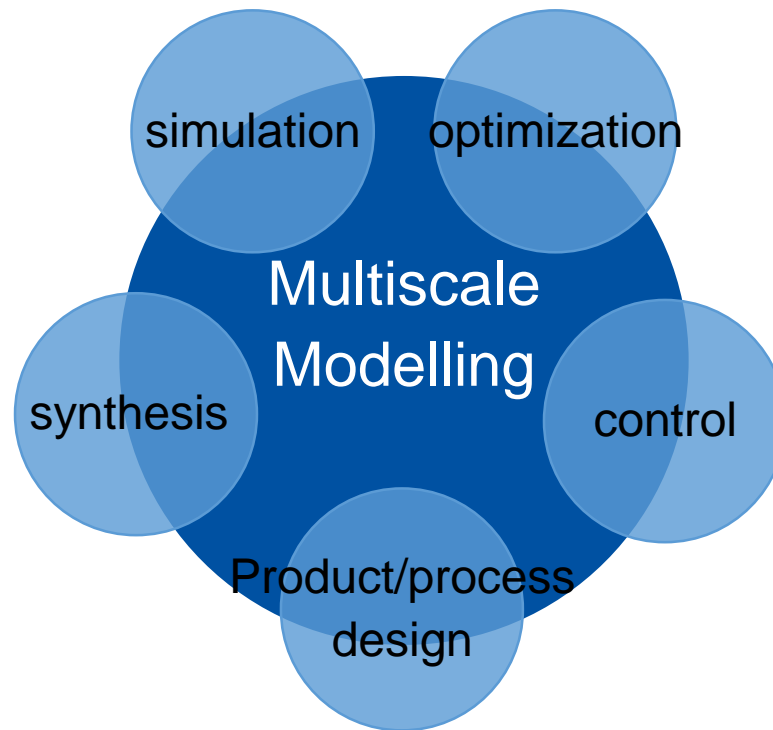 simulation
optimization
Multiscale
Modelling
synthesis
control
Product/process
design